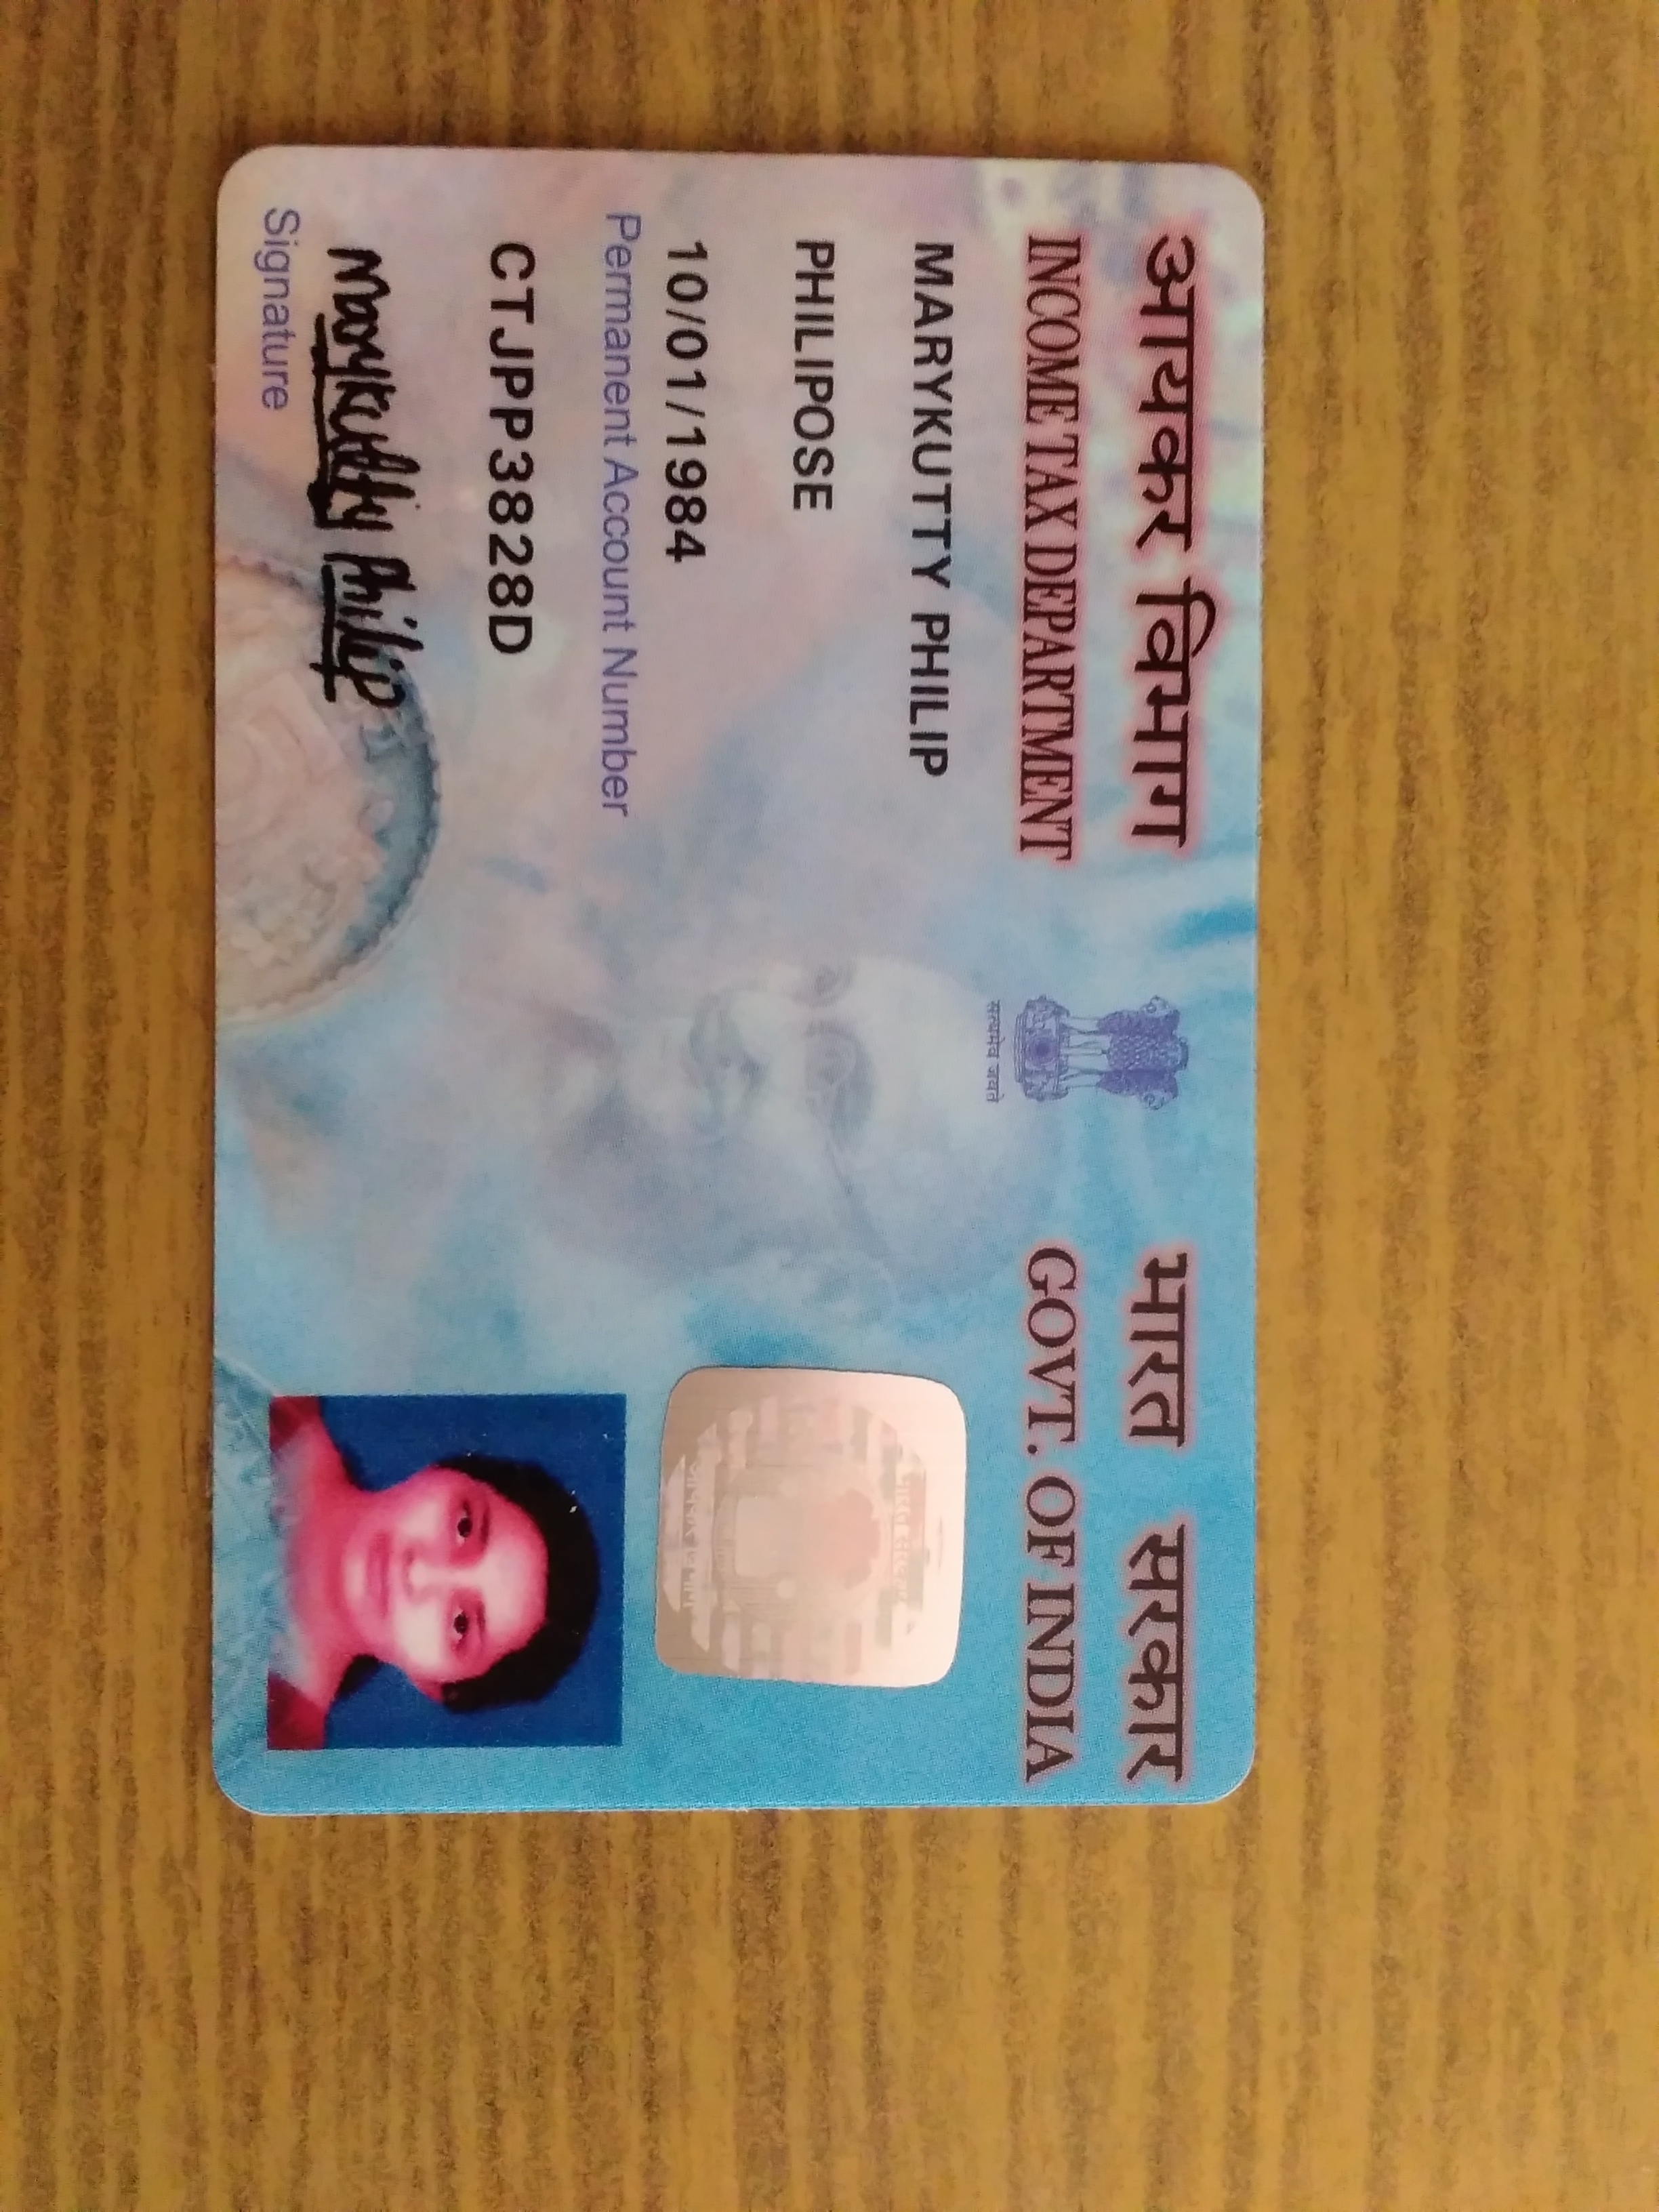 आयकर विभाग
INCOME TAX DEPARTMENT
सत्यमेव जयते
भारत सरकार
GOVT. OF INDIA
MARYKUTTY PHILIP
PHILIPOSE
10/01/1984
Permanent Account Number
CTJPP3828D
Marykutty Philip
Signature